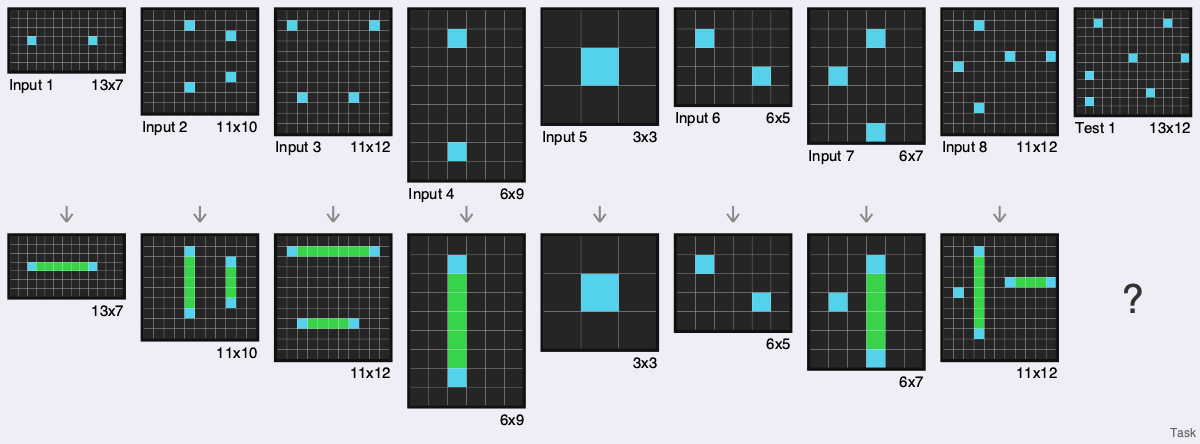 Input 1 13x7
Input 2 11x10
Input 3 11x12
Input 4 6x9
Input 5 3x3
Input 6 6x5
Input 7 6x7
Input 8 11x12
Test 1 13x12
13x7
11x10
11x12
6x9
3x3
6x5
6x7
11x12
?
Task